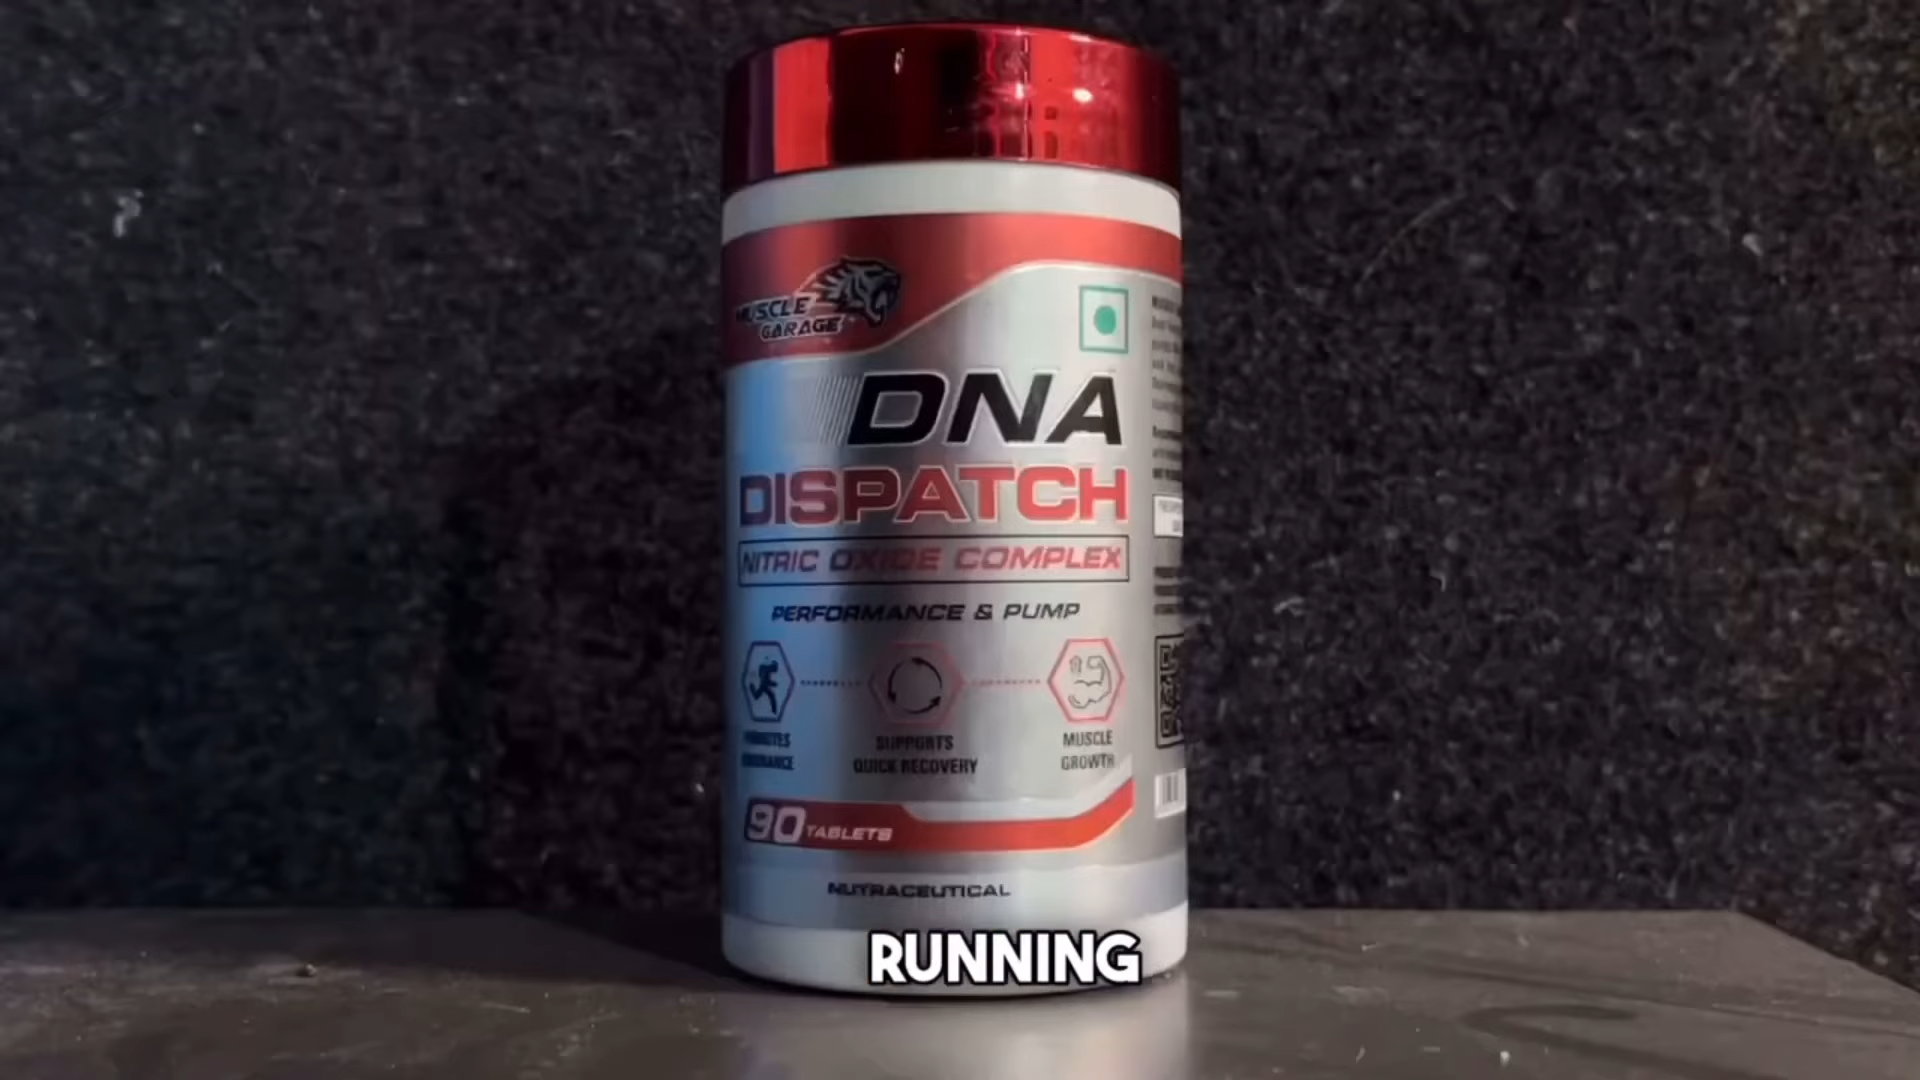 MUSCLE
GARAGE
DNA
DISPATCH
NITRIC OXIDE COMPLEX
PERFORMANCE & PUMP
SUPPORTS
QUICK RECOVERY
MUSCLE
GROWTH
90 TABLETS
NUTRACEUTICAL
RUNNING